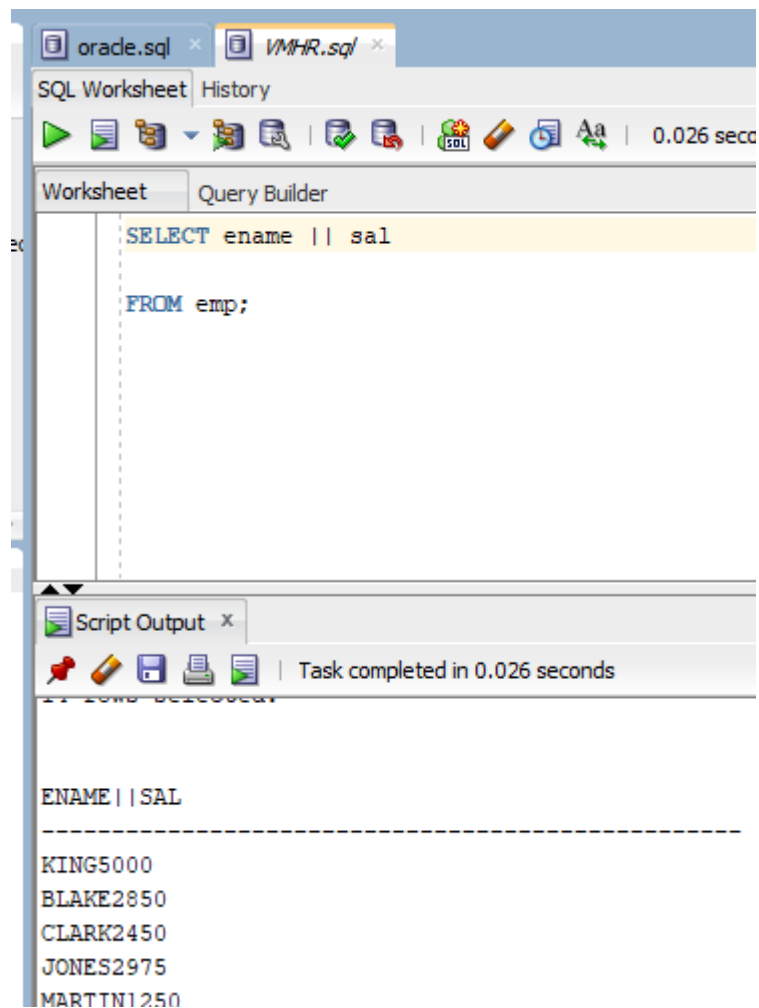 oracle.sql × VMHR.sql ×
SQL Worksheet History
0.026 seco
Worksheet Query Builder
SELECT ename || sal
FROM emp;
Script Output x
Task completed in 0.026 seconds
ENAME||SAL
--------------------------------------------------
KING5000
BLAKE2850
CLARK2450
JONES2975
MARTIN1250